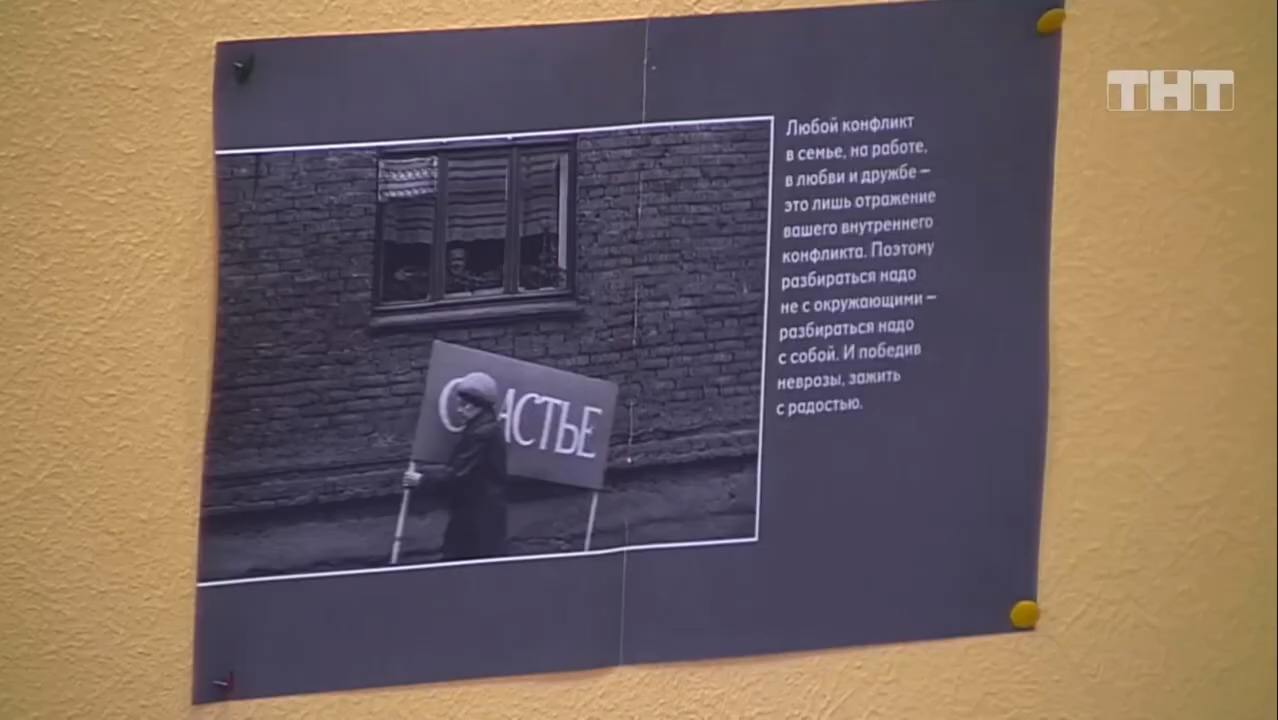 ТНТ
Любой конфликт
в семье, на работе,
в любви и дружбе –
это лишь отражение
вашего внутреннего
конфликта. Поэтому
разбираться надо
не с окружающими –
разбираться надо
с собой. И победив
неврозы, зажить
с радостью.
С АСТЬЕ